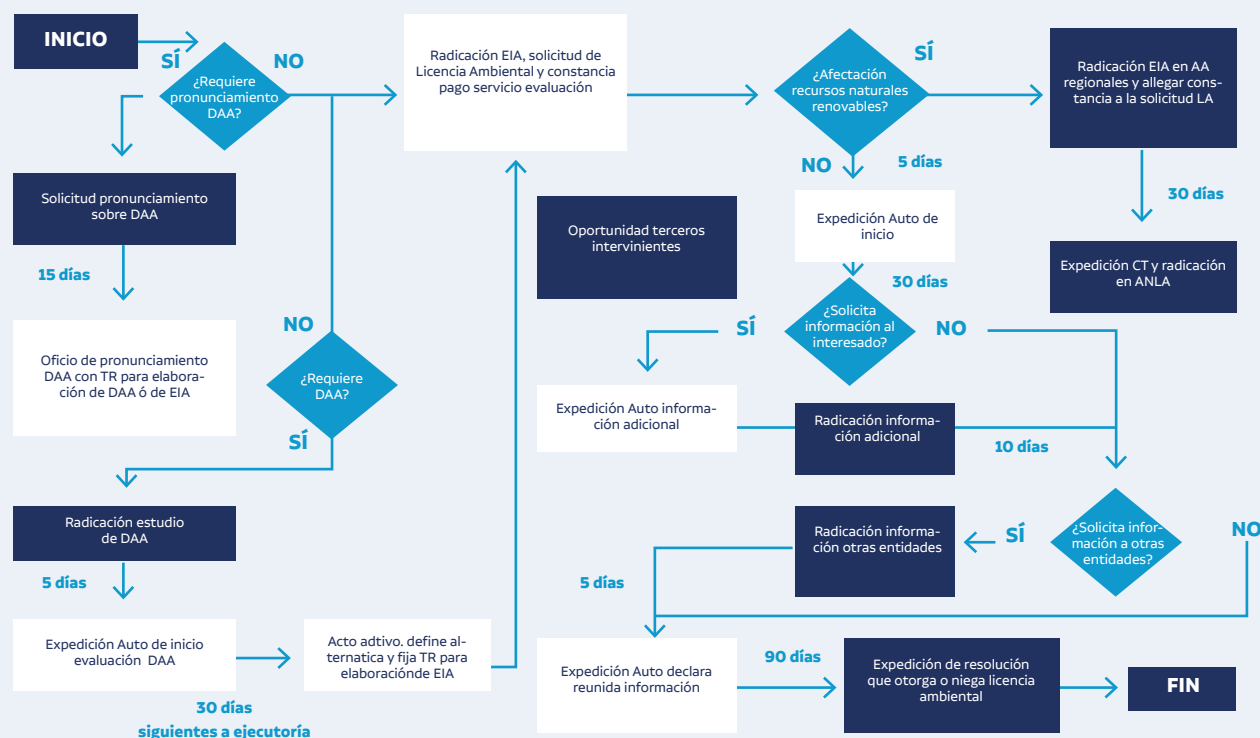 INICIO
SÍ
¿Requiere
pronunciamiento
DAA?
NO
Radicación EIA, solicitud de
Licencia Ambiental y constancia
pago servicio evaluación
¿Afectación
recursos naturales
renovables?
SÍ
Radicación EIA en AA
regionales y allegar cons-
tancia a la solicitud LA
NO
5 días
30 días
Solicitud pronunciamiento
sobre DAA
Oportunidad terceros
intervinientes
Expedición Auto de
inicio
Expedición CT y radicación
en ANLA
15 días
30 días
NO
Oficio de pronunciamiento
DAA con TR para elabora-
ción de DAA ó de EIA
¿Requiere
DAA?
SÍ
SÍ
¿Solicita
información al
interesado?
NO
Expedición Auto informa-
ción adicional
Radicación informa-
ción adicional
10 días
Radicación estudio
de DAA
Radicación informa-
ción otras entidades
SÍ
¿Solicita infor-
mación a otras
entidades?
NO
5 días
5 días
Expedición Auto de inicio
evaluación DAA
Acto adtivo. define al-
ternatica y fija TR para
elaboraciónde EIA
30 días
siguientes a ejecutoría
Expedición Auto declara
reunida información
90 días
Expedición de resolución
que otorga o niega licencia
ambiental
FIN